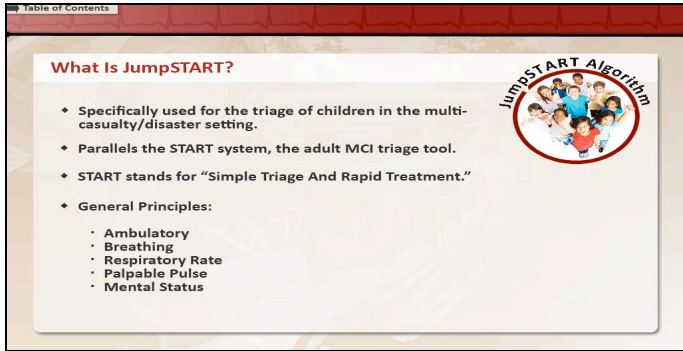 Table of Contents
What Is JumpSTART?
JumpSTART Algorithm
◆ Specifically used for the triage of children in the multi-
casualty/disaster setting.
◆ Parallels the START system, the adult MCI triage tool.
◆ START stands for “Simple Triage And Rapid Treatment.”
◆ General Principles:
· Ambulatory
· Breathing
· Respiratory Rate
· Palpable Pulse
· Mental Status